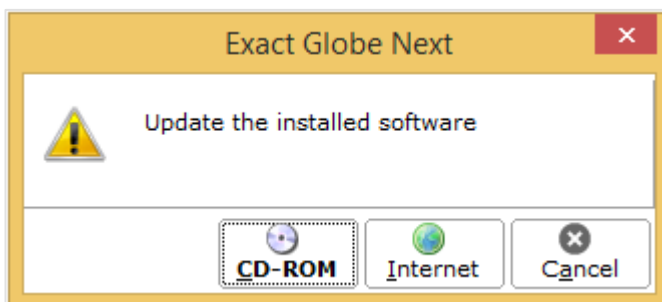 Exact Globe Next
Update the installed software
CD-ROM
Internet
Cancel